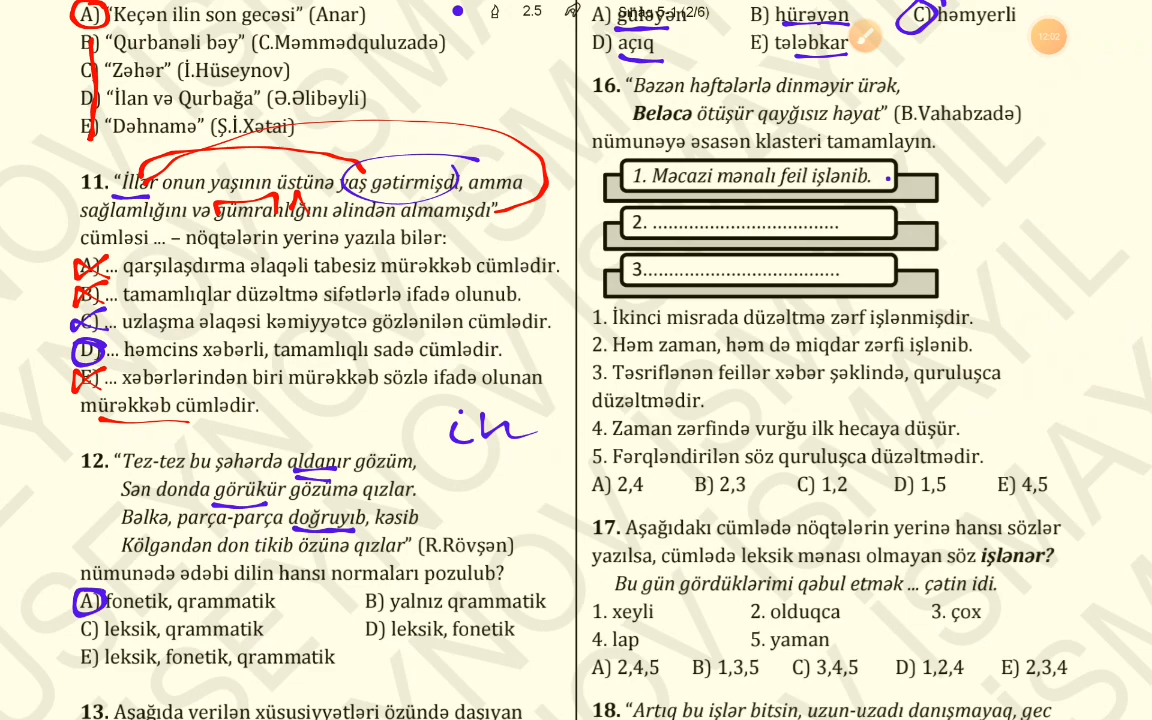 A) “Keçən ilin son gecəsi” (Anar)
B) “Qurbanəli bəy” (C.Məmmədquluzadə)
C) “Zəhər” (İ.Hüseynov)
D) “İlan və Qurbağa” (Ə.Əlibəyli)
E) “Dəhnamə” (Ş.İ.Xətai)
11. “İllər onun yaşının üstünə yaş gətirmişdi, amma
sağlamlığını və gümrahlığını əlindən almamışdı”
cümləsi ... – nöqtələrin yerinə yazıla bilər:
A) ... qarşılaşdırma əlaqəli tabesiz mürəkkəb cümlədir.
B) ... tamamlıqlar düzəltmə sifətlərlə ifadə olunub.
C) ... uzlaşma əlaqəsi kəmiyyətcə gözlənilən cümlədir.
D) ... həmcins xəbərli, tamamlıqlı sadə cümlədir.
E) ... xəbərlərindən biri mürəkkəb sözlə ifadə olunan
mürəkkəb cümlədir.
12. “Tez-tez bu şəhərdə aldanır gözüm,
Sən donda görükür gözümə qızlar.
Bəlkə, parça-parça doğruyıb, kəsib
Kölgəndən don tikib özünə qızlar” (R.Rövşən)
nümunədə ədəbi dilin hansı normaları pozulub?
A) fonetik, qrammatik B) yalnız qrammatik
C) leksik, qrammatik D) leksik, fonetik
E) leksik, fonetik, qrammatik
13. Aşağıda verilən xüsusiyyətləri özündə daşıyan
2.5
(2/6)
12:02
A) B) hürəyən C) həmyerli
D) açıq E) tələbkar
16. “Bəzən həftələrlə dinməyir ürək,
Beləcə ötüşür qayğısız həyat” (B.Vahabzadə)
nümunəyə əsasən klasteri tamamlayın.
1. Məcazi mənalı feil işlənib.
2. ....................................
3......................................
1. İkinci misrada düzəltmə zərf işlənmişdir.
2. Həm zaman, həm də miqdar zərfi işlənib.
3. Təsriflənən feillər xəbər şəklində, quruluşca
düzəltmədir.
4. Zaman zərfində vurğu ilk hecaya düşür.
5. Fərqləndirilən söz quruluşca düzəltmədir.
A) 2,4 B) 2,3 C) 1,2 D) 1,5 E) 4,5
17. Aşağıdakı cümlədə nöqtələrin yerinə hansı sözlər
yazılsa, cümlədə leksik mənası olmayan söz işlənər?
Bu gün gördüklərimi qəbul etmək ... çətin idi.
1. xeyli 2. olduqca 3. çox
4. lap 5. yaman
A) 2,4,5 B) 1,3,5 C) 3,4,5 D) 1,2,4 E) 2,3,4
18. “Artıq bu işlər bitsin, uzun-uzadı danışmayaq, gec